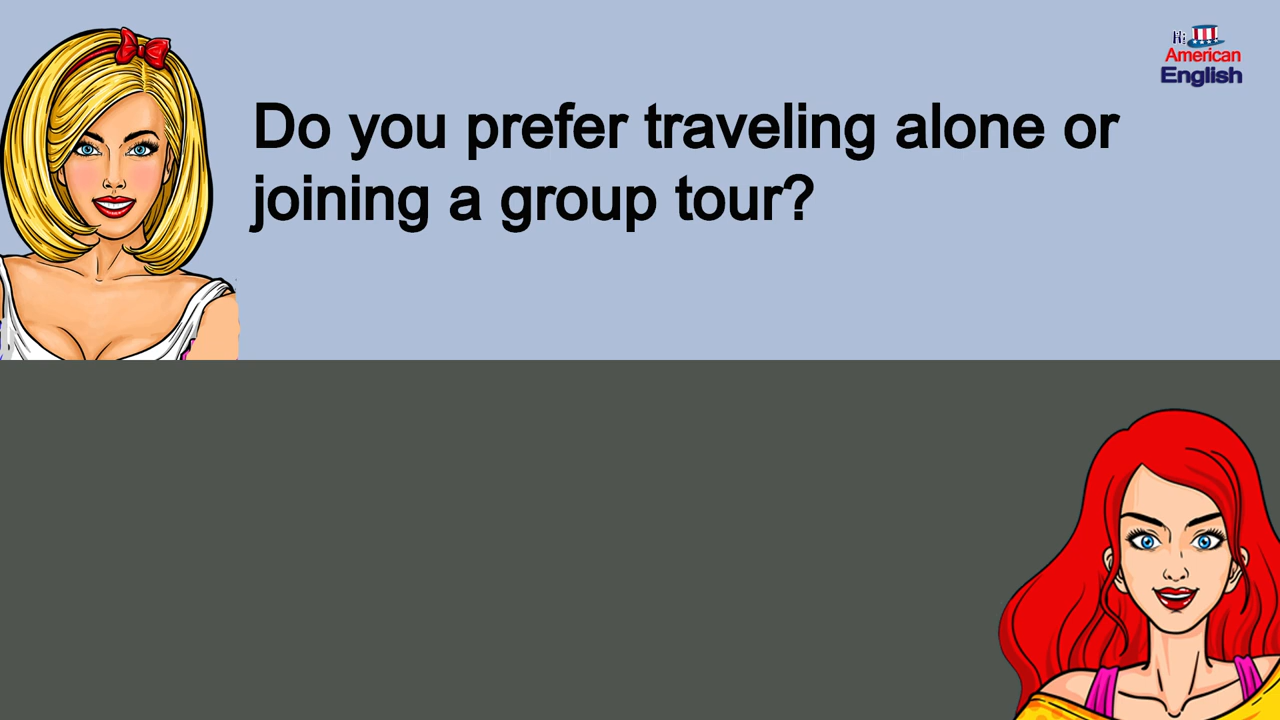 Hi
American
English
Do you prefer traveling alone or
joining a group tour?